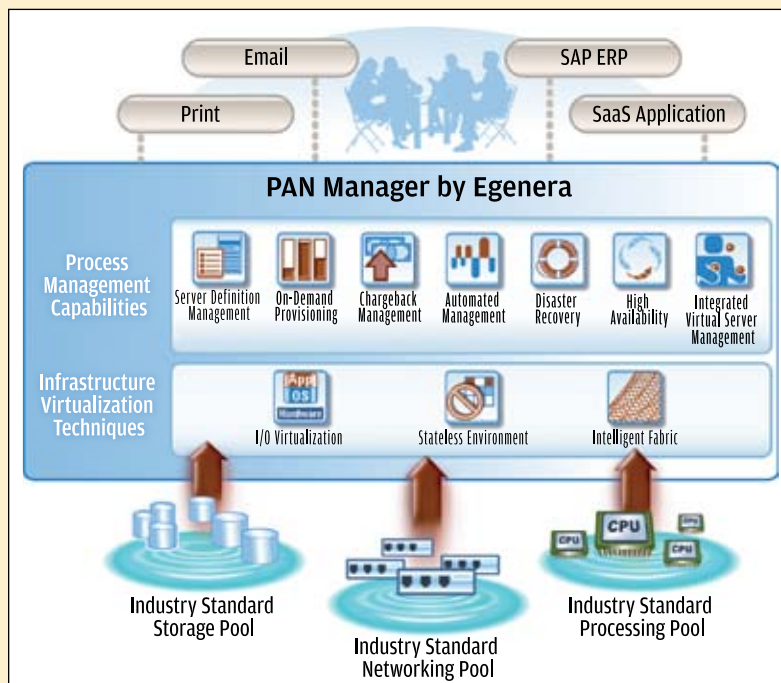 Email
SAP ERP
Print
SaaS Application
PAN Manager by Egenera
Process
Management
Capabilities
Server Definition
Management
On-Demand
Provisioning
Chargeback
Management
Automated
Management
Disaster
Recovery
High
Availability
Integrated
Virtual Server
Management
Infrastructure
Virtualization
Techniques
App
OS
Hardware
I/O Virtualization
Stateless Environment
Intelligent Fabric
CPU
CPU
CPU
CPU
Industry Standard
Storage Pool
Industry Standard
Networking Pool
Industry Standard
Processing Pool